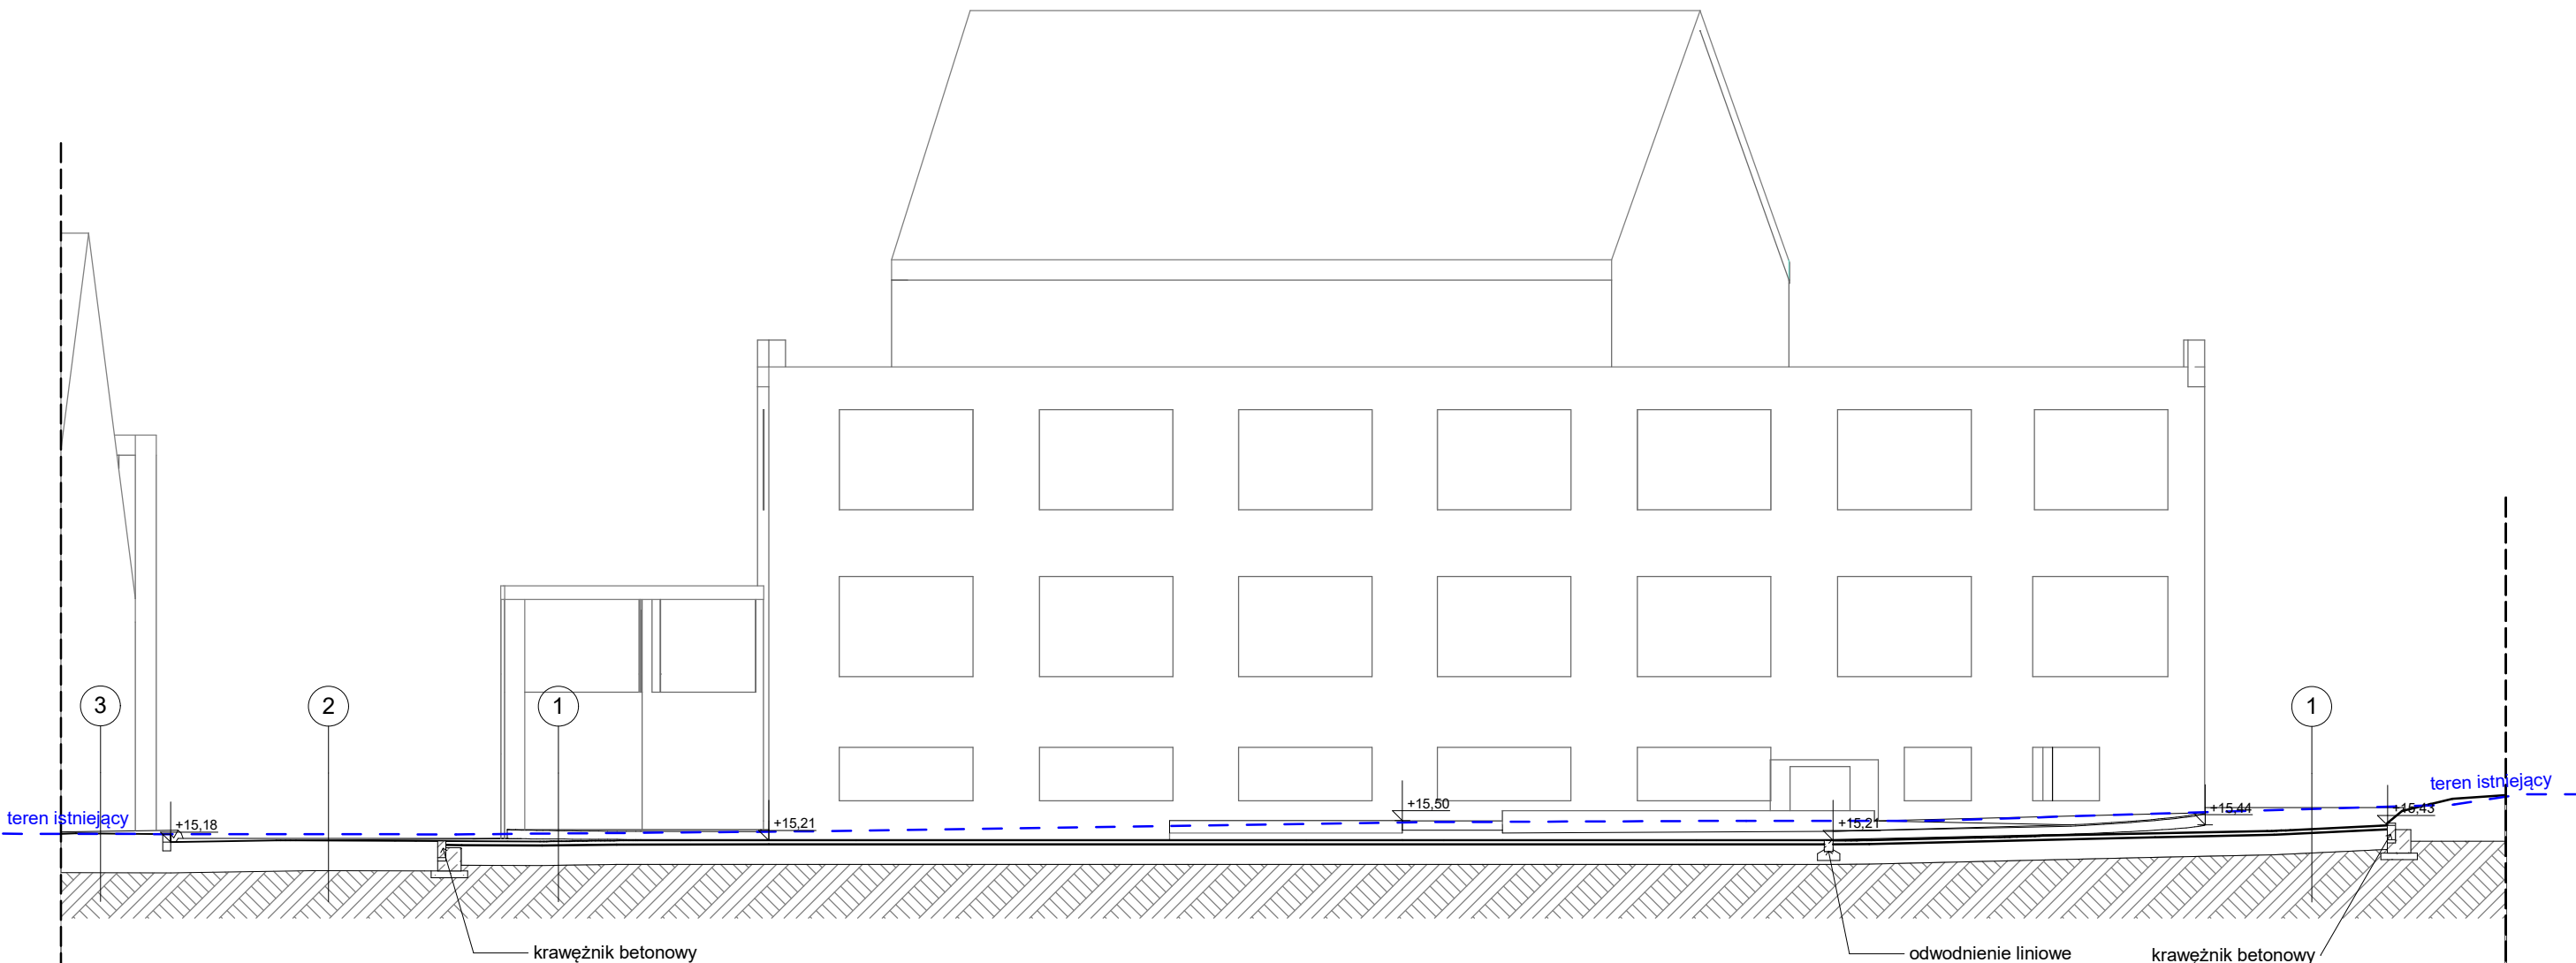 3
2
1
1
teren istniejący
+15,18
+15,21
+15,50
+15,21
+15,44
+15,43
teren istniejący
krawężnik betonowy
odwodnienie liniowe
krawężnik betonowy